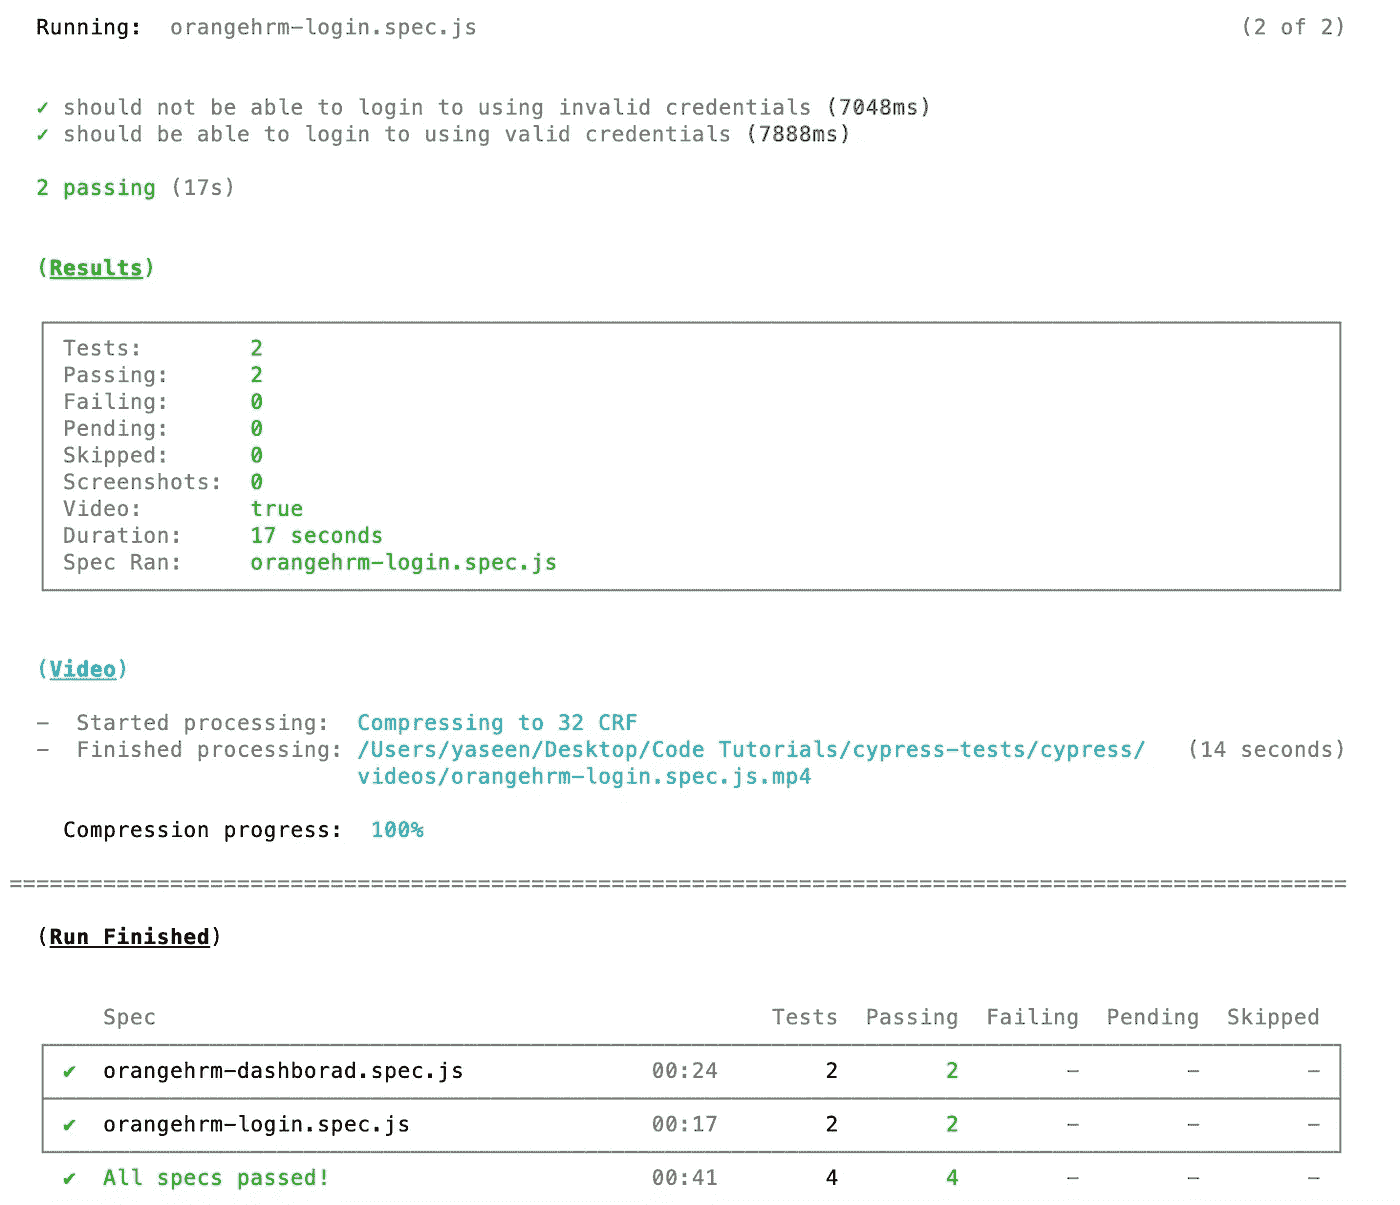 Running:  orangehrm-login.spec.js (2 of 2)
✓ should not be able to login to using invalid credentials (7048ms)
✓ should be able to login to using valid credentials (7888ms)
2 passing (17s)
(Results)
Tests: 2
Passing: 2
Failing: 0
Pending: 0
Skipped: 0
Screenshots: 0
Video: true
Duration: 17 seconds
Spec Ran: orangehrm-login.spec.js
(Video)
– Started processing: Compressing to 32 CRF
– Finished processing: /Users/yaseen/Desktop/Code Tutorials/cypress-tests/cypress/ (14 seconds)
videos/orangehrm-login.spec.js.mp4
Compression progress: 100%
====================================================================================================
(Run Finished)
Spec Tests Passing Failing Pending Skipped
✔ orangehrm-dashborad.spec.js 00:24 2 2 – – –
✔ orangehrm-login.spec.js 00:17 2 2 – – –
✔ All specs passed! 00:41 4 4 – – –